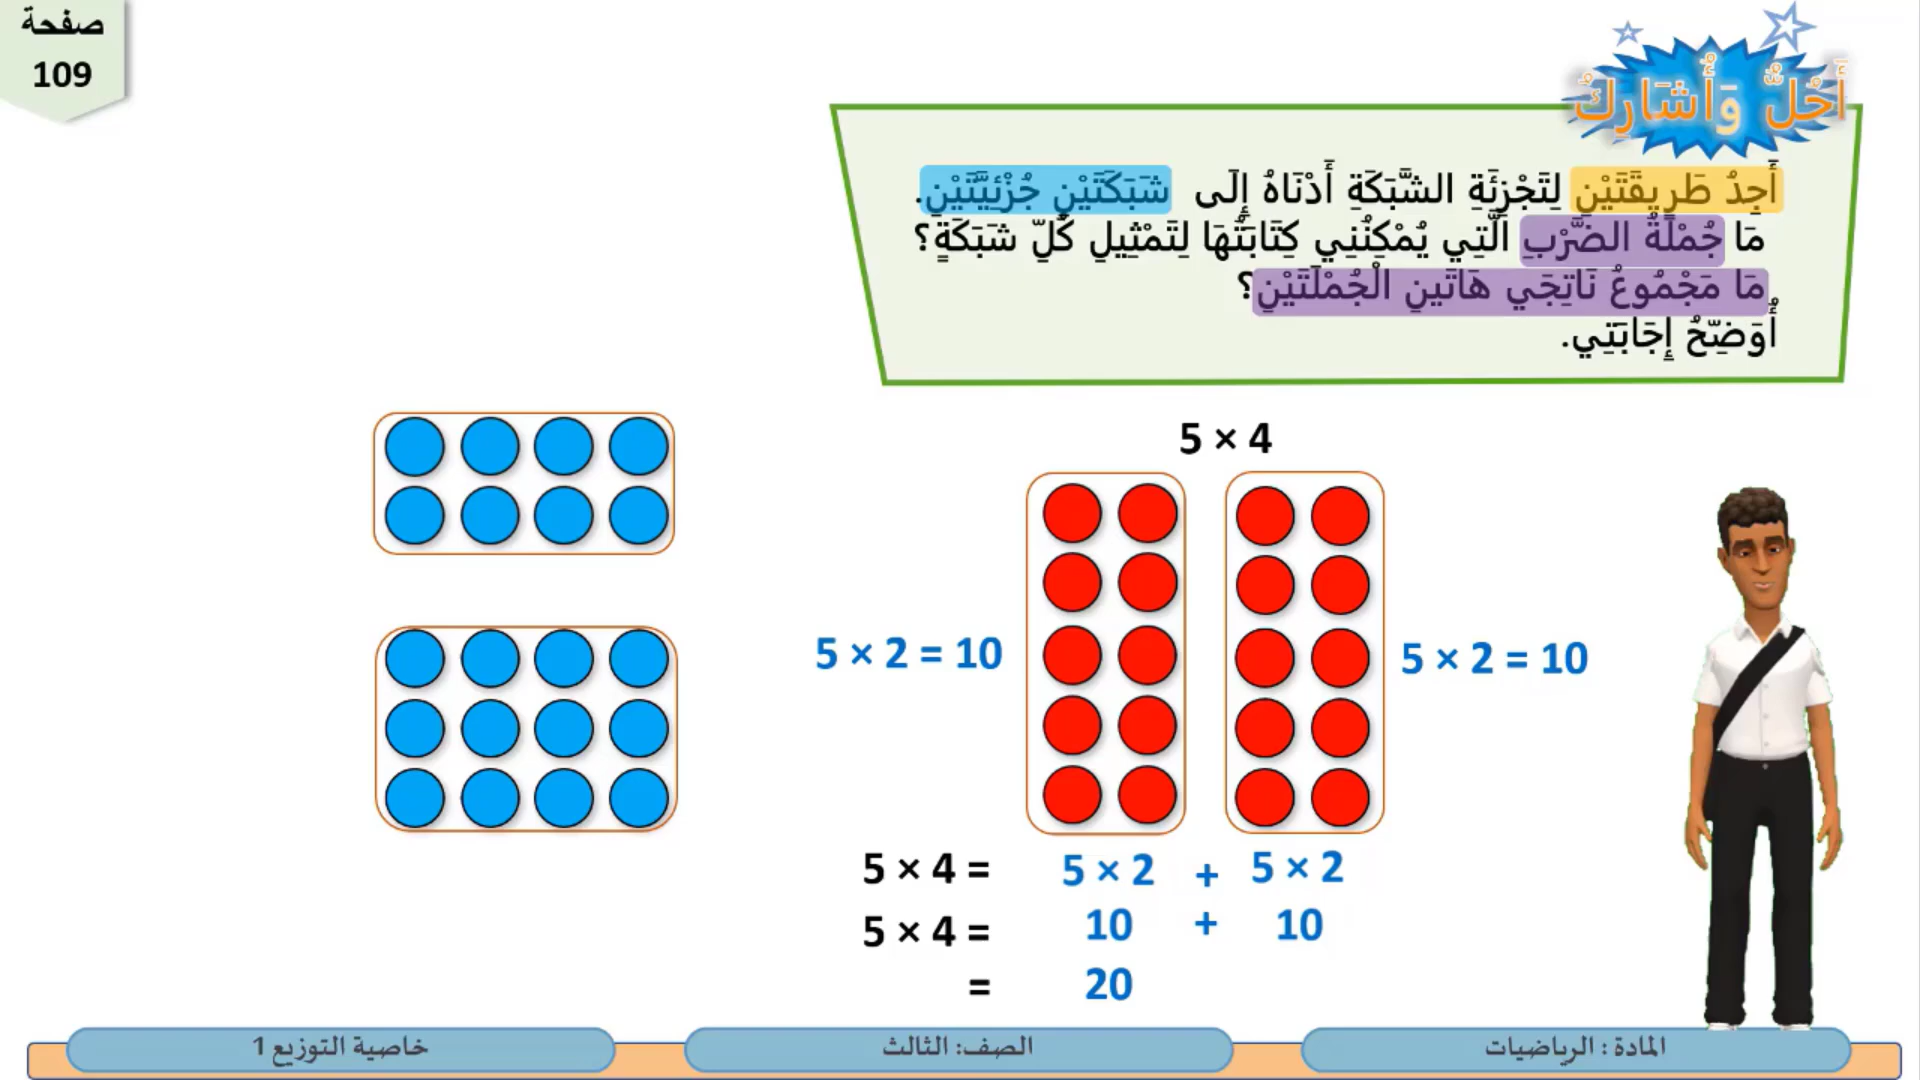 صفحة
109
أَحُلُّ وَأُشَارِكُ
أَجِدُ طَرِيقَتَيْنِ لِتَجْزِئَةِ الشَّبَكَةِ أَدْنَاهُ إِلَى شَبَكَتَيْنِ جُزْئِيَّتَيْنِ.
مَا جُمْلَةُ الضَّرْبِ الَّتِي يُمْكِنُنِي كِتَابَتُهَا لِتَمْثِيلِ كُلِّ شَبَكَةٍ؟
مَا مَجْمُوعُ نَاتِجَي هَاتَينِ الْجُمْلَتَيْنِ؟
أُوَضِّحُ إِجَابَتِي.
5 × 4
5 × 2 = 10
5 × 2 = 10
5 × 4 = 5 × 2 + 5 × 2
5 × 4 = 10 + 10
= 20
المادة : الرياضيات
الصف: الثالث
خاصية التوزيع 1